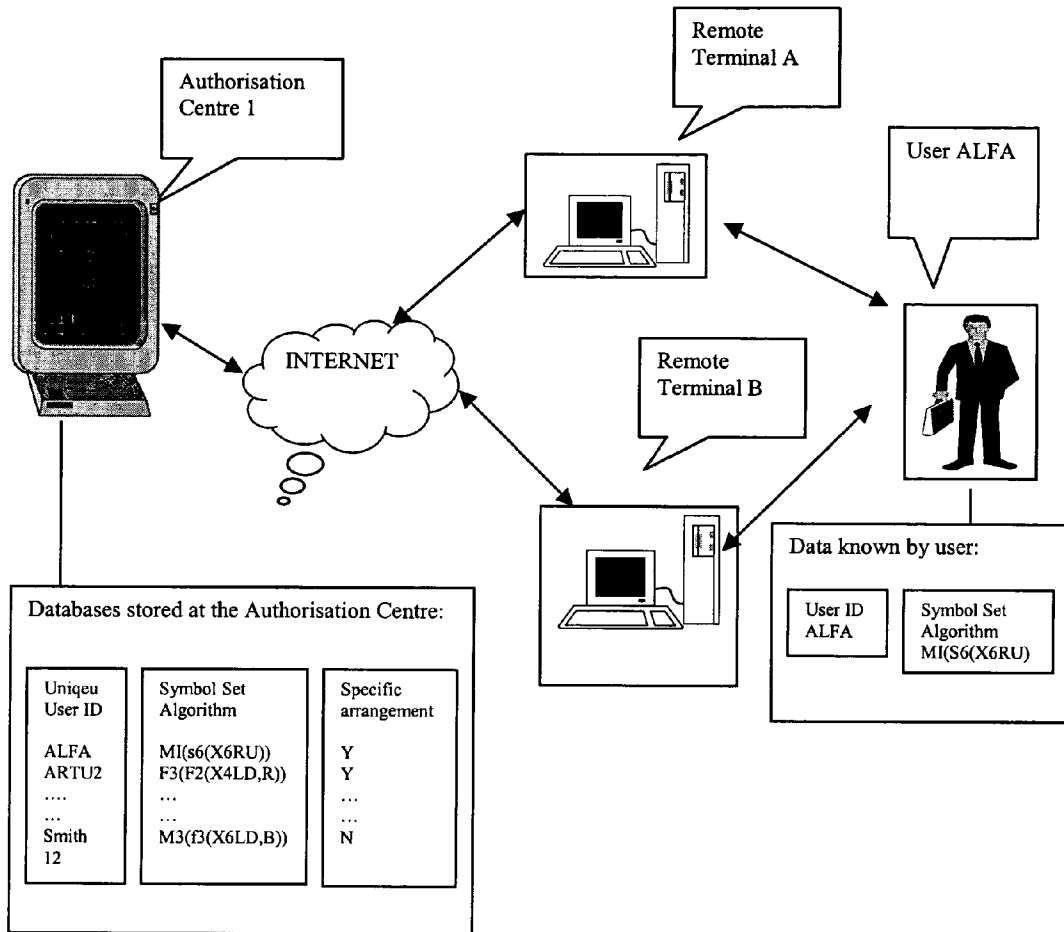 Remote
Terminal A
Authorisation
Centre 1
User ALFA
INTERNET
Remote
Terminal B
Data known by user:
User ID
ALFA
Symbol Set
Algorithm
MI(S6(X6RU)
Databases stored at the Authorisation Centre:
Uniqeu
User ID
ALFA
ARTU2
....
...
Smith
12
Symbol Set
Algorithm
MI(s6(X6RU))
F3(F2(X4LD,R))
...
...
M3(f3(X6LD,B))
Specific
arrangement
Y
Y
...
...
N